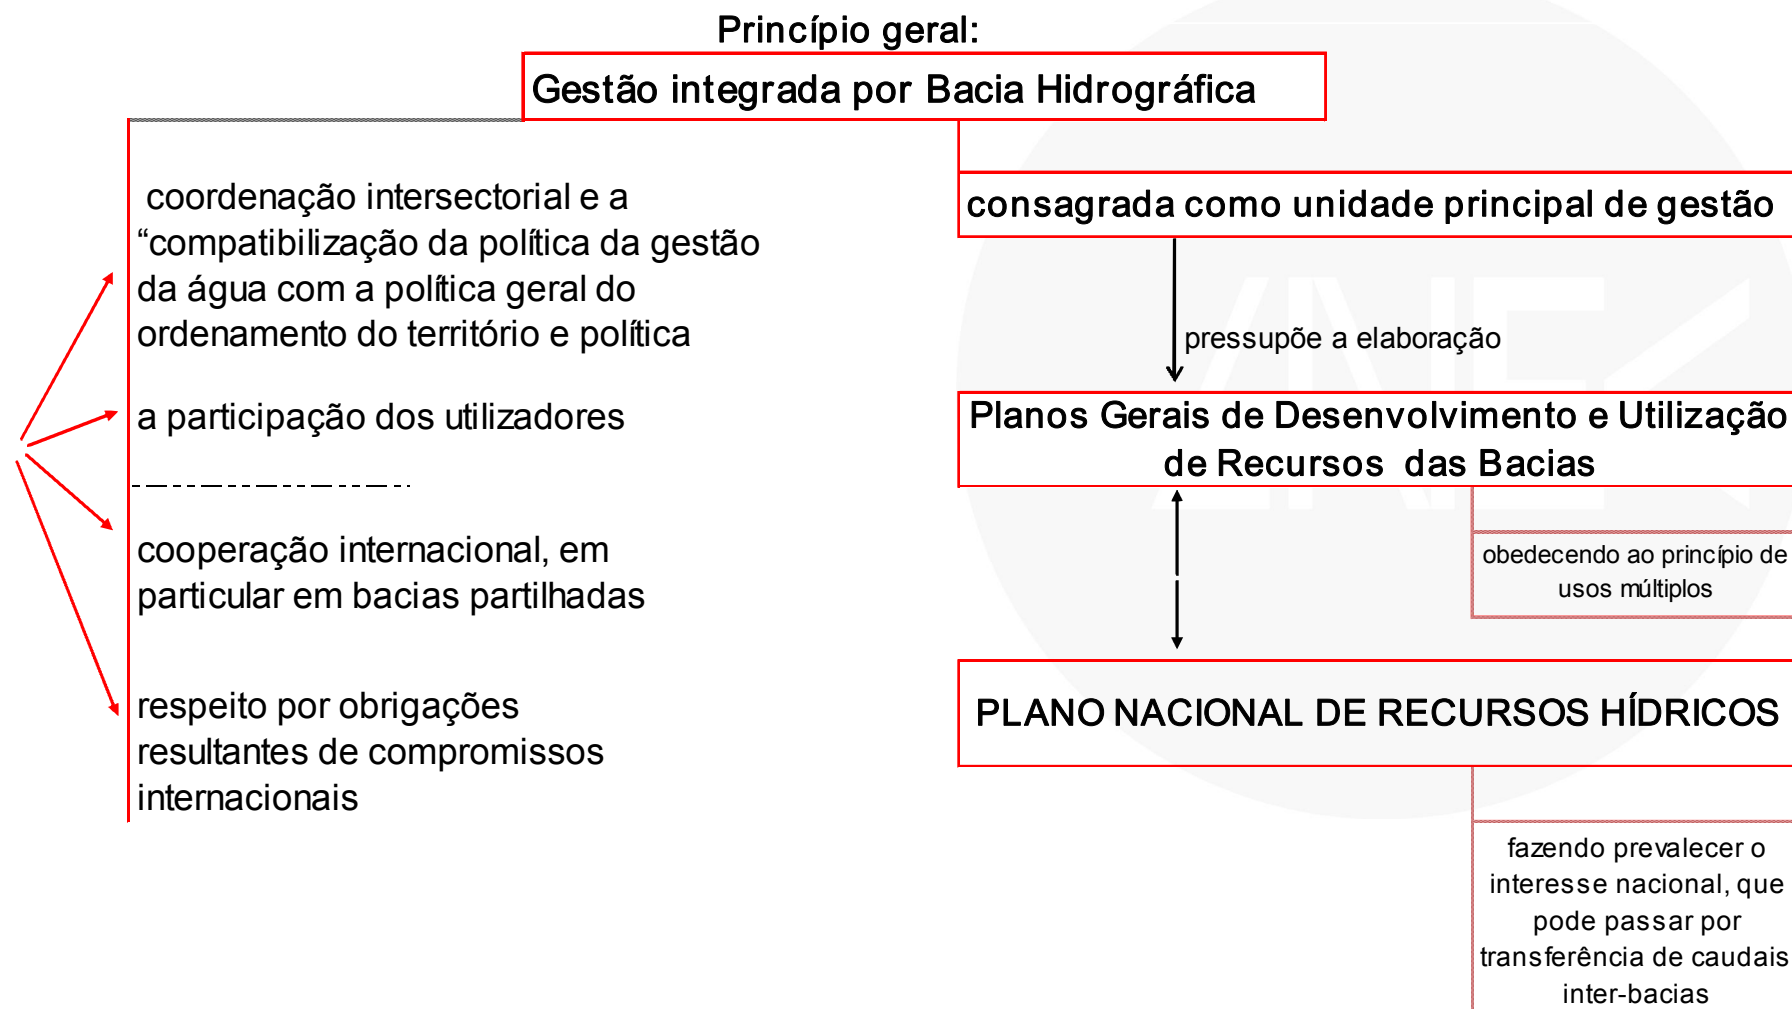 Princípio geral:
Gestão integrada por Bacia Hidrográfica
coordenação intersectorial e a
“compatibilização da política da gestão
da água com a política geral do
ordenamento do território e política
a participação dos utilizadores
cooperação internacional, em
particular em bacias partilhadas
respeito por obrigações
resultantes de compromissos
internacionais
consagrada como unidade principal de gestão
pressupõe a elaboração
Planos Gerais de Desenvolvimento e Utilização
de Recursos das Bacias
obedecendo ao princípio de
usos múltiplos
PLANO NACIONAL DE RECURSOS HÍDRICOS
fazendo prevalecer o
interesse nacional, que
pode passar por
transferência de caudais
inter-bacias